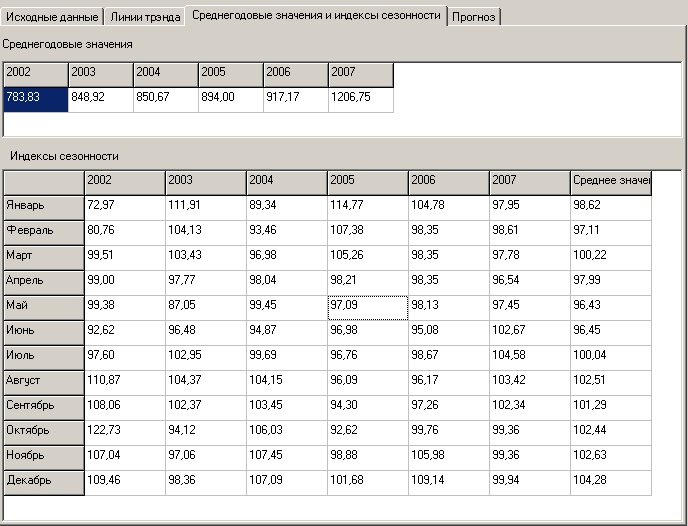 Исходные данные Линии трэнда Среднегодовые значения и индексы сезонности Прогноз
Среднегодовые значения
2002 2003 2004 2005 2006 2007
783,83 848,92 850,67 894,00 917,17 1206,75
Индексы сезонности
2002 2003 2004 2005 2006 2007 Среднее значен
Январь 72,97 111,91 89,34 114,77 104,78 97,95 98,62
Февраль 80,76 104,13 93,46 107,38 98,35 98,61 97,11
Март 99,51 103,43 96,98 105,26 98,35 97,78 100,22
Апрель 99,00 97,77 98,04 98,21 98,35 96,54 97,99
Май 99,38 87,05 99,45 97,09 98,13 97,45 96,43
Июнь 92,62 96,48 94,87 96,98 95,08 102,67 96,45
Июль 97,60 102,95 99,69 96,76 98,67 104,58 100,04
Август 110,87 104,37 104,15 96,09 96,17 103,42 102,51
Сентябрь 108,06 102,37 103,45 94,30 97,26 102,34 101,29
Октябрь 122,73 94,12 106,03 92,62 99,76 99,36 102,44
Ноябрь 107,04 97,06 107,45 98,88 105,98 99,36 102,63
Декабрь 109,46 98,36 107,09 101,68 109,14 99,94 104,28